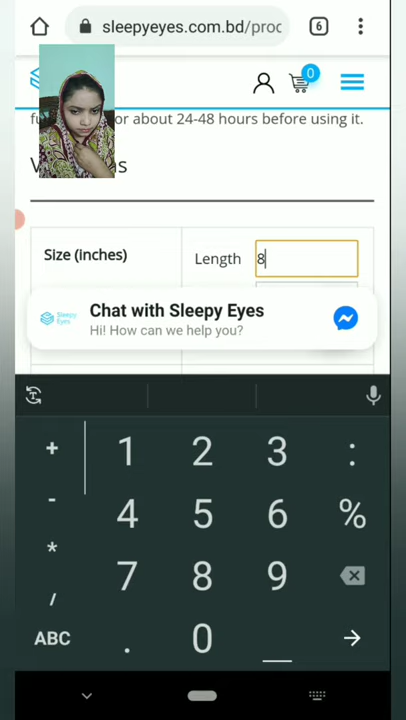 sleepyeyes.com.bd/proc
6
0
or about 24-48 hours before using it.
Size (inches)
Length
8
Sleepy
Eyes
Chat with Sleepy Eyes
Hi! How can we help you?
+ 1 2 3 :
- 4 5 6 %
* 7 8 9
/
ABC . 0 _